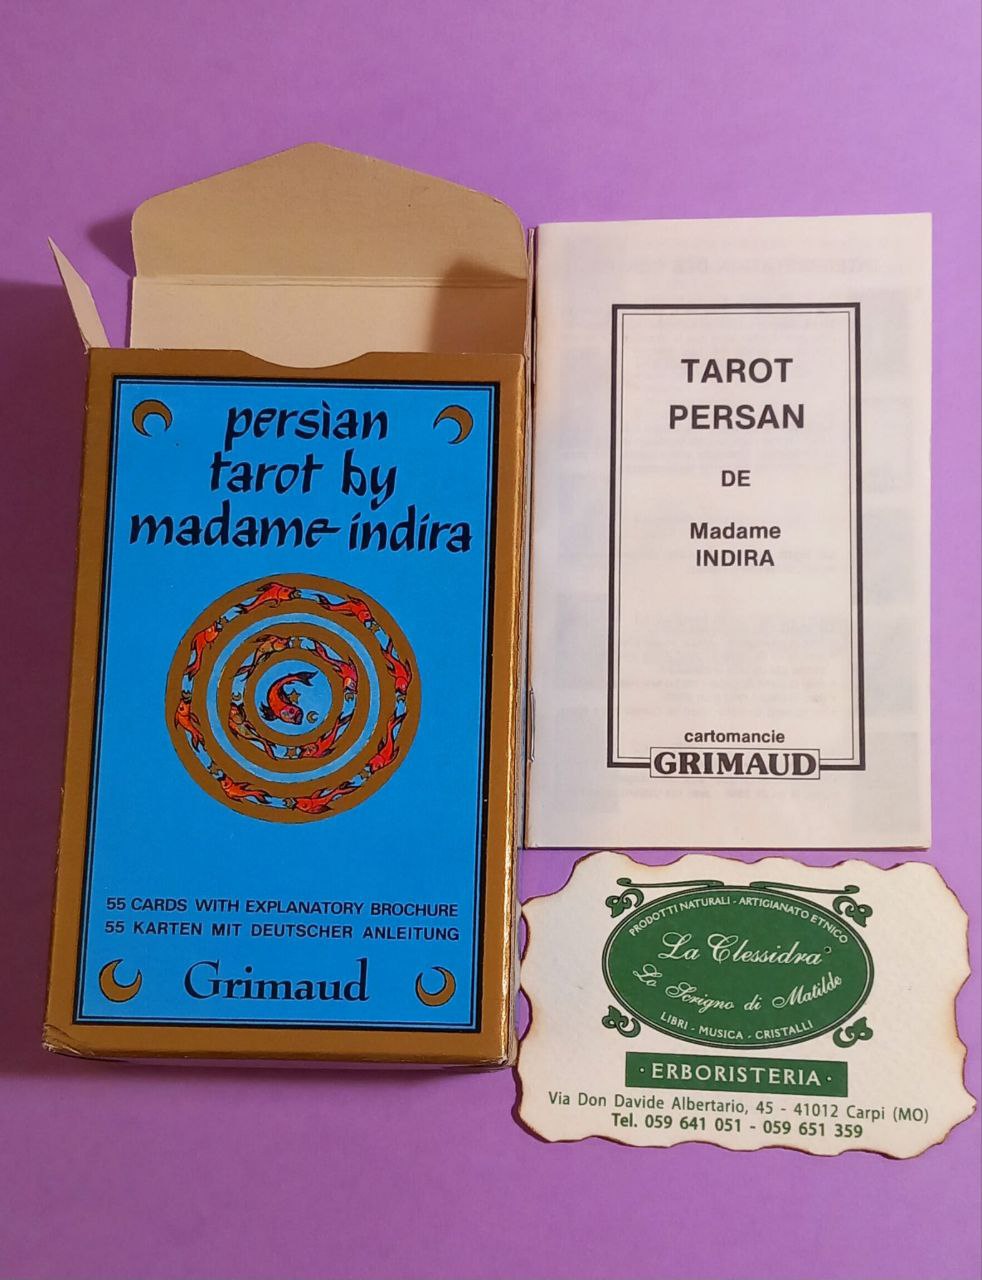 persian
tarot by
madame indira
55 CARDS WITH EXPLANATORY BROCHURE
55 KARTEN MIT DEUTSCHER ANLEITUNG
Grimaud
TAROT
PERSAN
DE
Madame
INDIRA
cartomancie
GRIMAUD
PRODOTTI NATURALI - ARTIGIANATO ETNICO
La Clessidra
Lo Scrigno di Matilde
LIBRI - MUSICA - CRISTALLI
· ERBORISTERIA ·
Via Don Davide Albertario, 45 - 41012 Carpi (MO)
Tel. 059 641 051 - 059 651 359